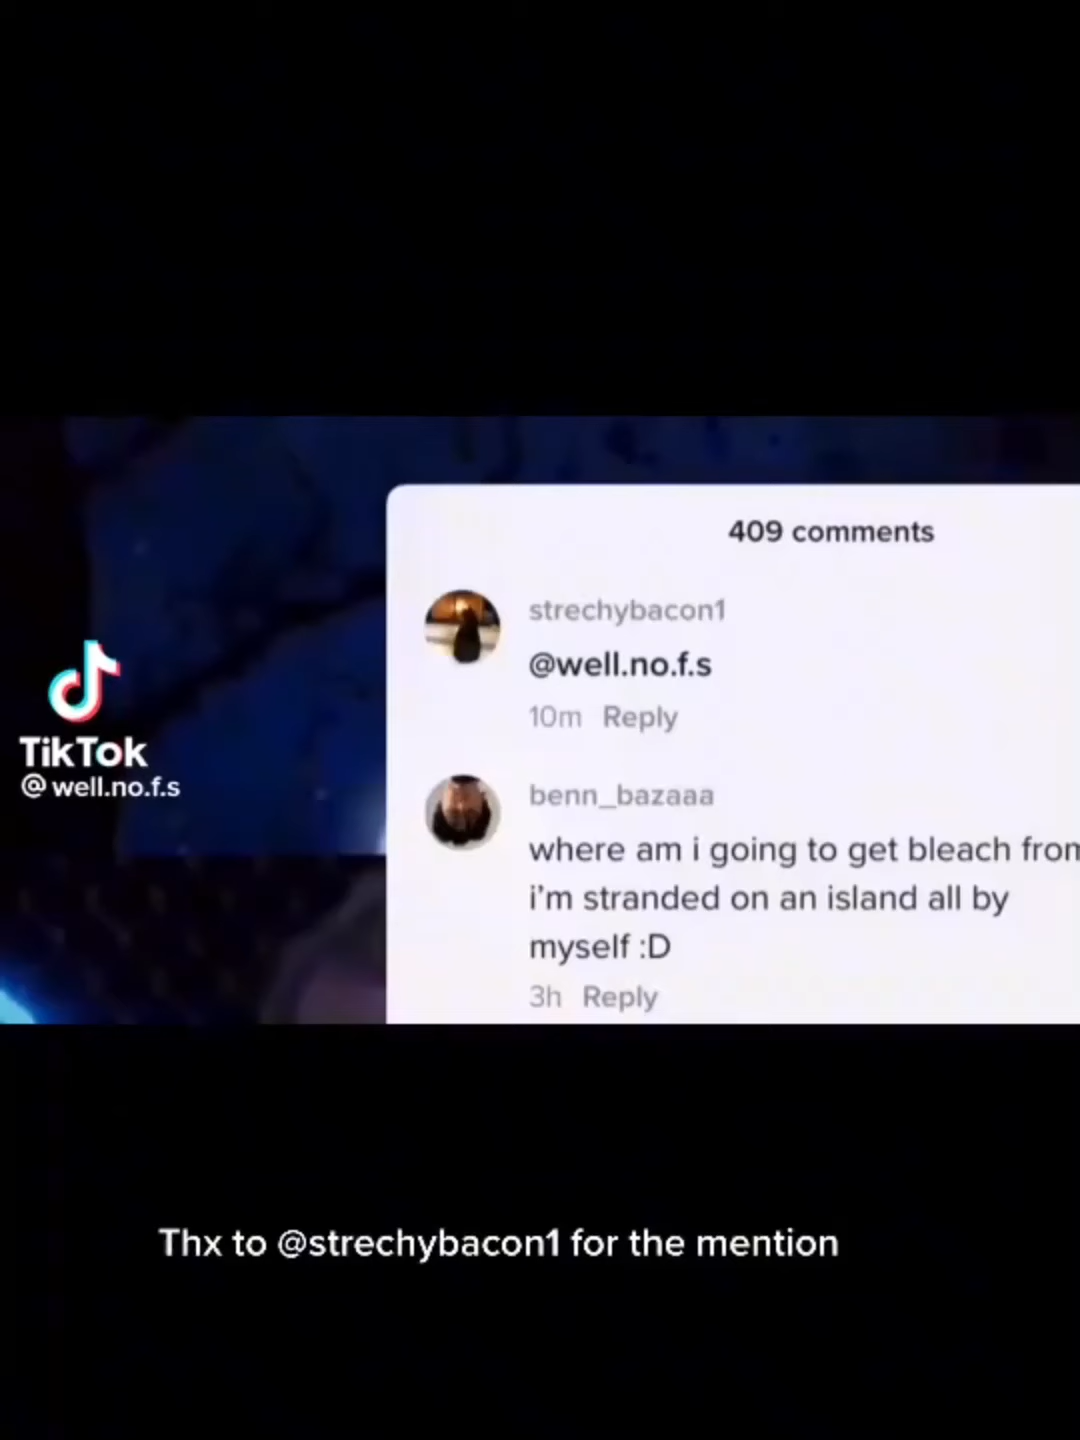 409 comments
strechybacon1
@well.no.f.s
10m Reply
TikTok
@well.no.f.s
benn_bazaaa
where am i going to get bleach from
i'm stranded on an island all by
myself :D
3h Reply
Thx to @strechybacon1 for the mention